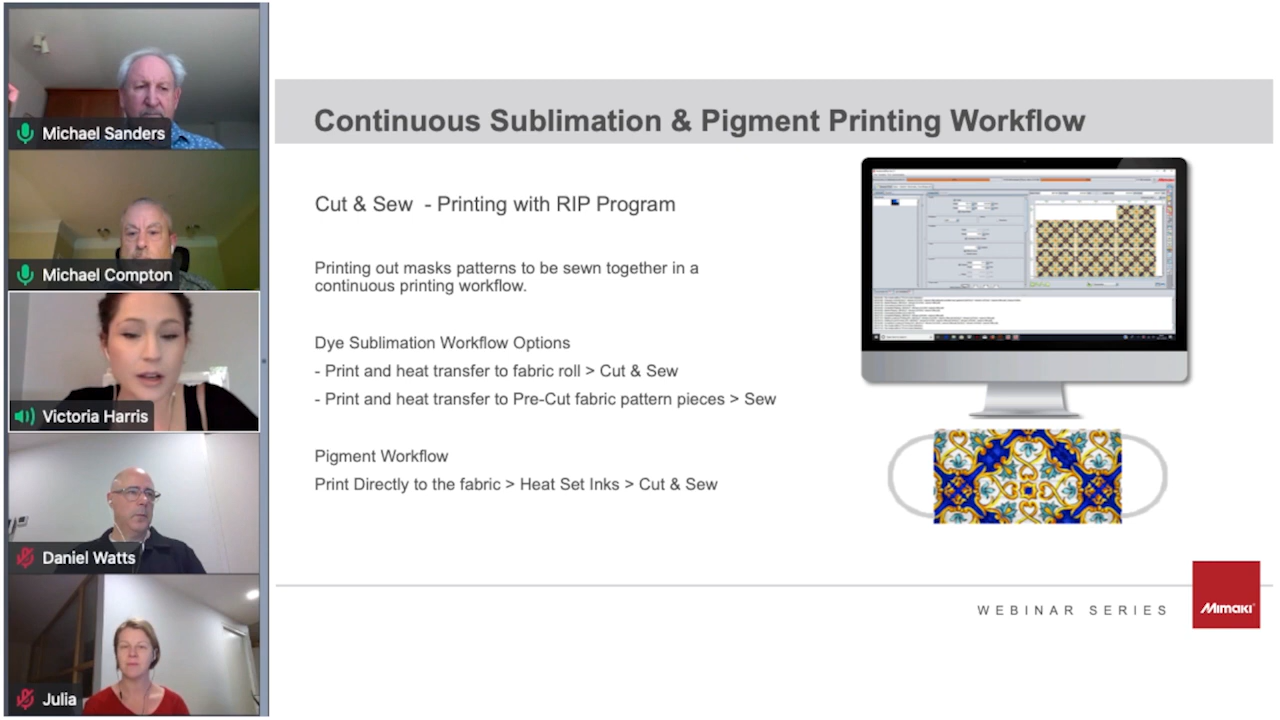 Michael Sanders
Michael Compton
Victoria Harris
Daniel Watts
Julia
Continuous Sublimation & Pigment Printing Workflow
Cut & Sew - Printing with RIP Program
Printing out masks patterns to be sewn together in a
continuous printing workflow.
Dye Sublimation Workflow Options
- Print and heat transfer to fabric roll > Cut & Sew
- Print and heat transfer to Pre-Cut fabric pattern pieces > Sew
Pigment Workflow
Print Directly to the fabric > Heat Set Inks > Cut & Sew
WEBINAR SERIES
Mimaki